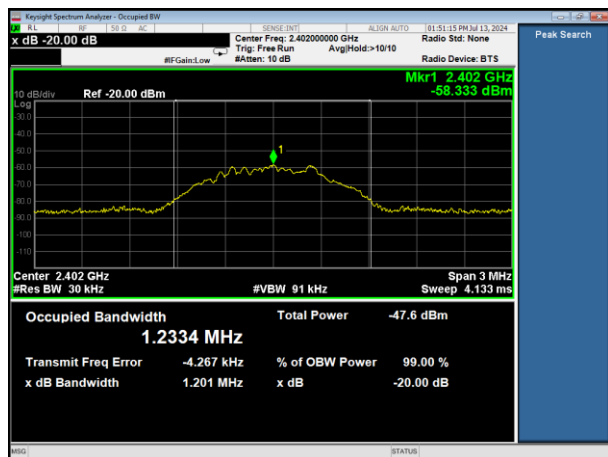 Keysight Spectrum Analyzer - Occupied BW
RL RF 50 Ω AC SENSE:INT ALIGN AUTO 01:51:15 PM Jul 13, 2024
x dB -20.00 dB Center Freq: 2.402000000 GHz Radio Std: None Peak Search
Trig: Free Run Avg|Hold:>10/10
#IFGain:Low #Atten: 10 dB Radio Device: BTS
Mkr1 2.402 GHz
10 dB/div Ref -20.00 dBm -58.333 dBm
Log
-30.0
-40.0
-50.0
1
-60.0
-70.0
-80.0
-90.0
-100
-110
Center 2.402 GHz Span 3 MHz
#Res BW 30 kHz #VBW 91 kHz Sweep 4.133 ms
Occupied Bandwidth Total Power -47.6 dBm
1.2334 MHz
Transmit Freq Error -4.267 kHz % of OBW Power 99.00 %
x dB Bandwidth 1.201 MHz x dB -20.00 dB
MSG STATUS